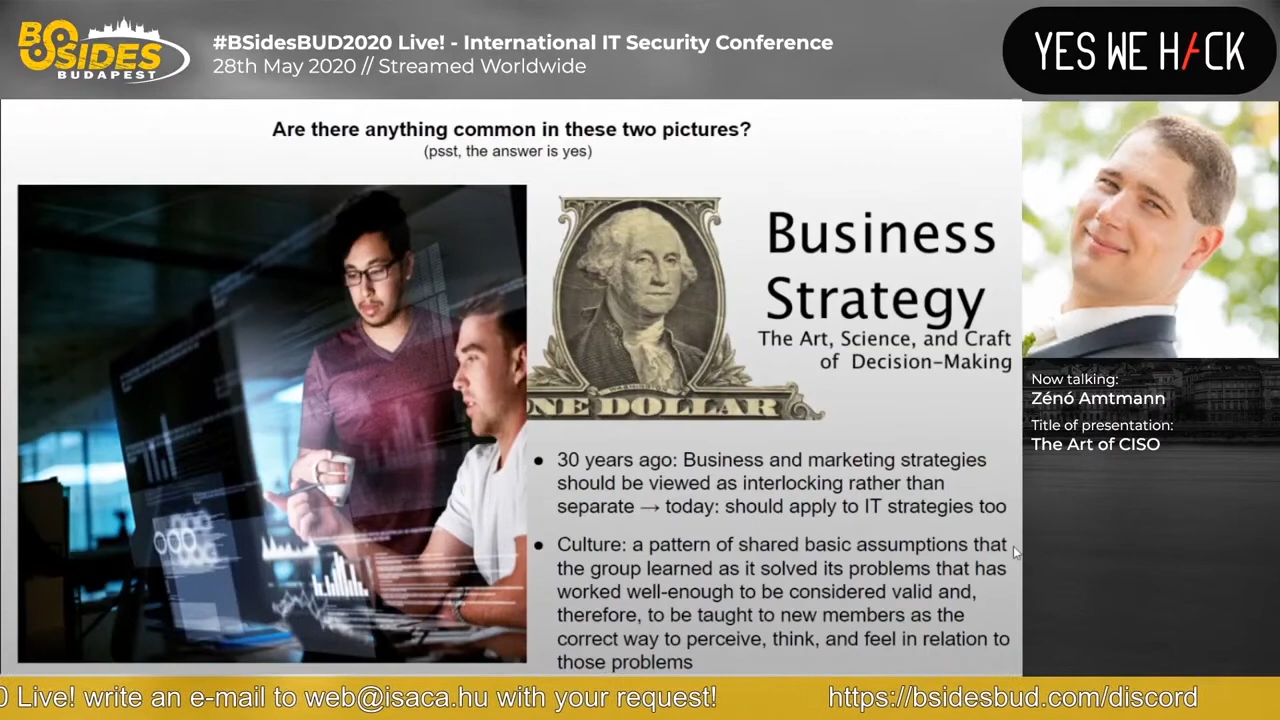 BSIDES
BUDAPEST
#BSidesBUD2020 Live! - International IT Security Conference
28th May 2020 // Streamed Worldwide
YES WE H/CK
Are there anything common in these two pictures?
(psst, the answer is yes)
Business
Strategy
The Art, Science, and Craft
of Decision-Making
NE DOLLAR
• 30 years ago: Business and marketing strategies
should be viewed as interlocking rather than
separate → today: should apply to IT strategies too
• Culture: a pattern of shared basic assumptions that
the group learned as it solved its problems that has
worked well-enough to be considered valid and,
therefore, to be taught to new members as the
correct way to perceive, think, and feel in relation to
those problems
Now talking:
Zénó Amtmann
Title of presentation:
The Art of CISO
0 Live! write an e-mail to web@isaca.hu with your request!
https://bsidesbud.com/discord